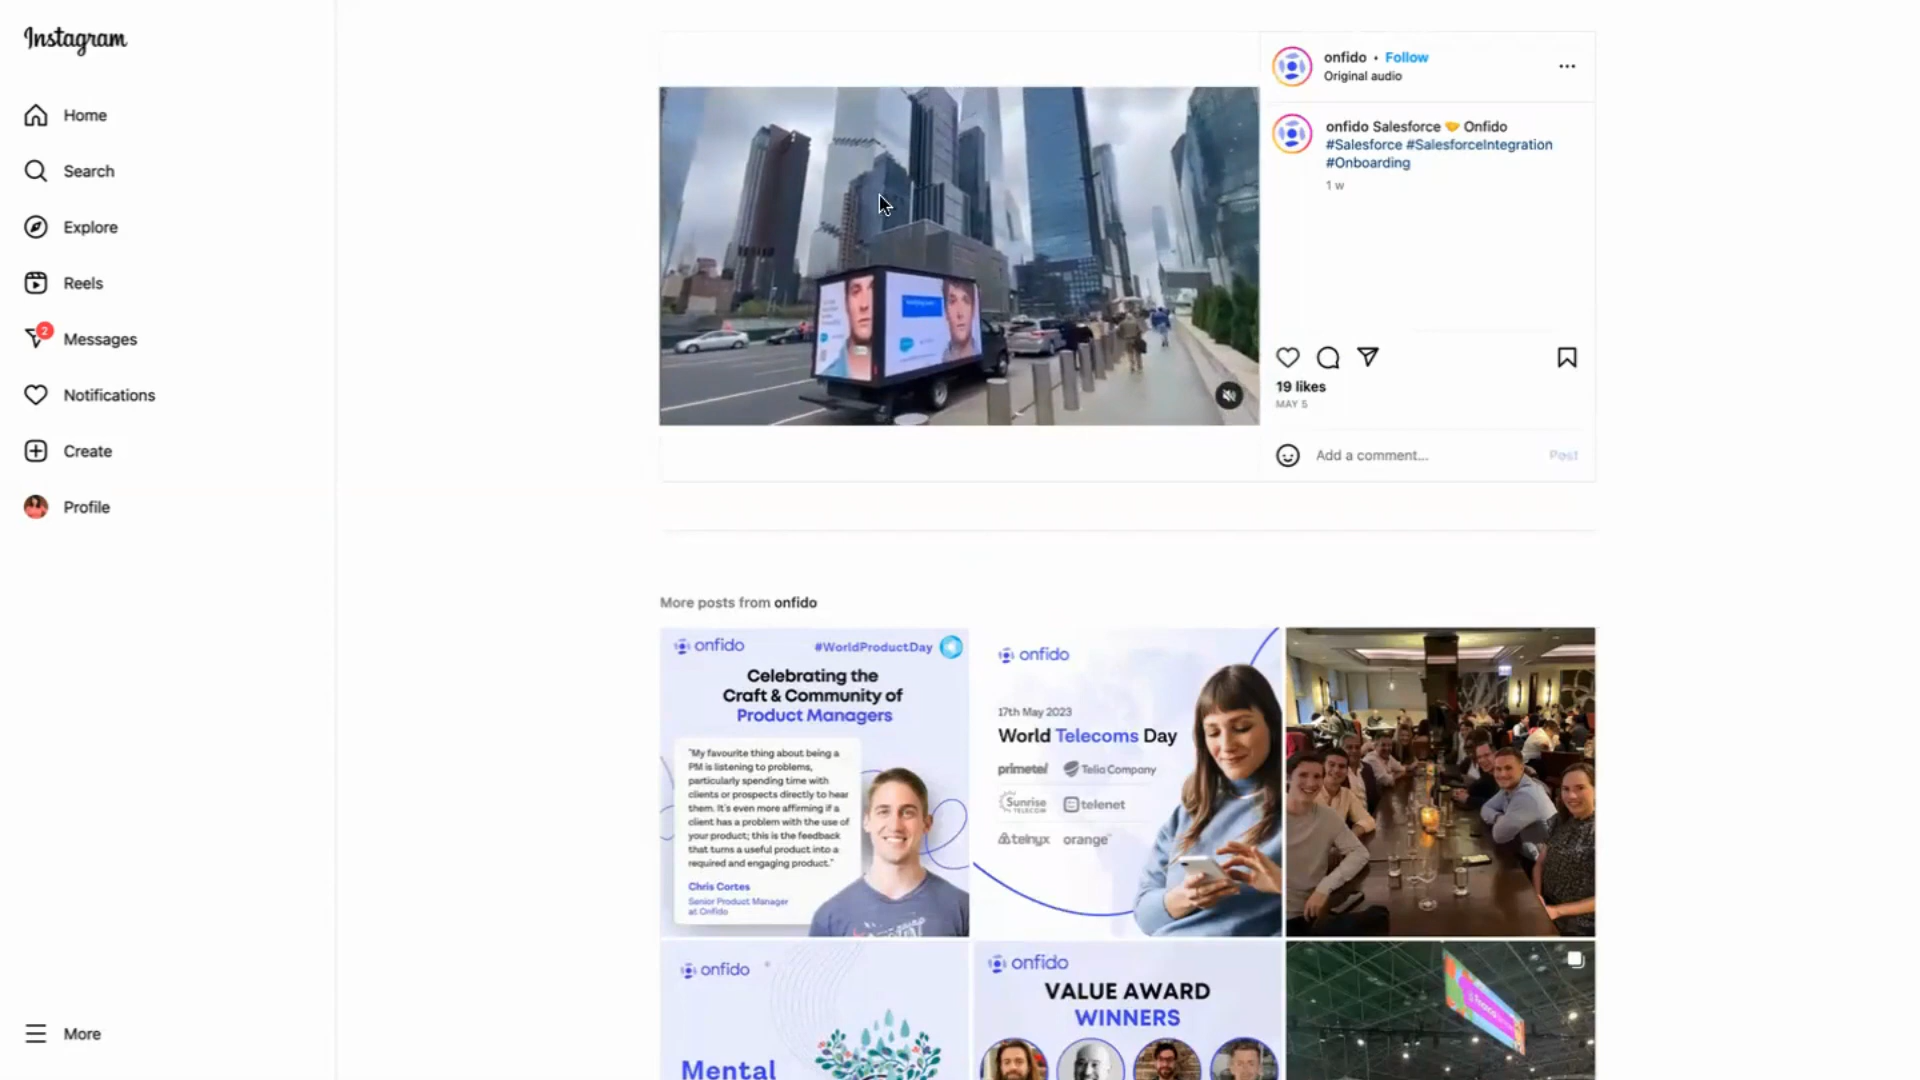 Instagram
Home
Search
Explore
Reels
2
Messages
Notifications
Create
Profile
More
onfido • Follow
Original audio
onfido Salesforce 🤝 Onfido
#Salesforce #SalesforceIntegration
#Onboarding
1 w
19 likes
MAY 5
Add a comment...
Post
More posts from onfido
onfido
#WorldProductDay
Celebrating the
Craft & Community of
Product Managers
"My favourite thing about being a
PM is listening to problems,
particularly spending time with
clients or prospects directly to hear
them. It's even more affirming if a
client has a problem with the use of
your product; this is the feedback
that turns a useful product into a
required and engaging product."
Chris Cortes
Senior Product Manager
at Onfido
onfido
17th May 2023
World Telecoms Day
primetel Telia Company
Sunrise TELECOM telenet
telnyx orange™
onfido
Mental
onfido
VALUE AWARD
WINNERS